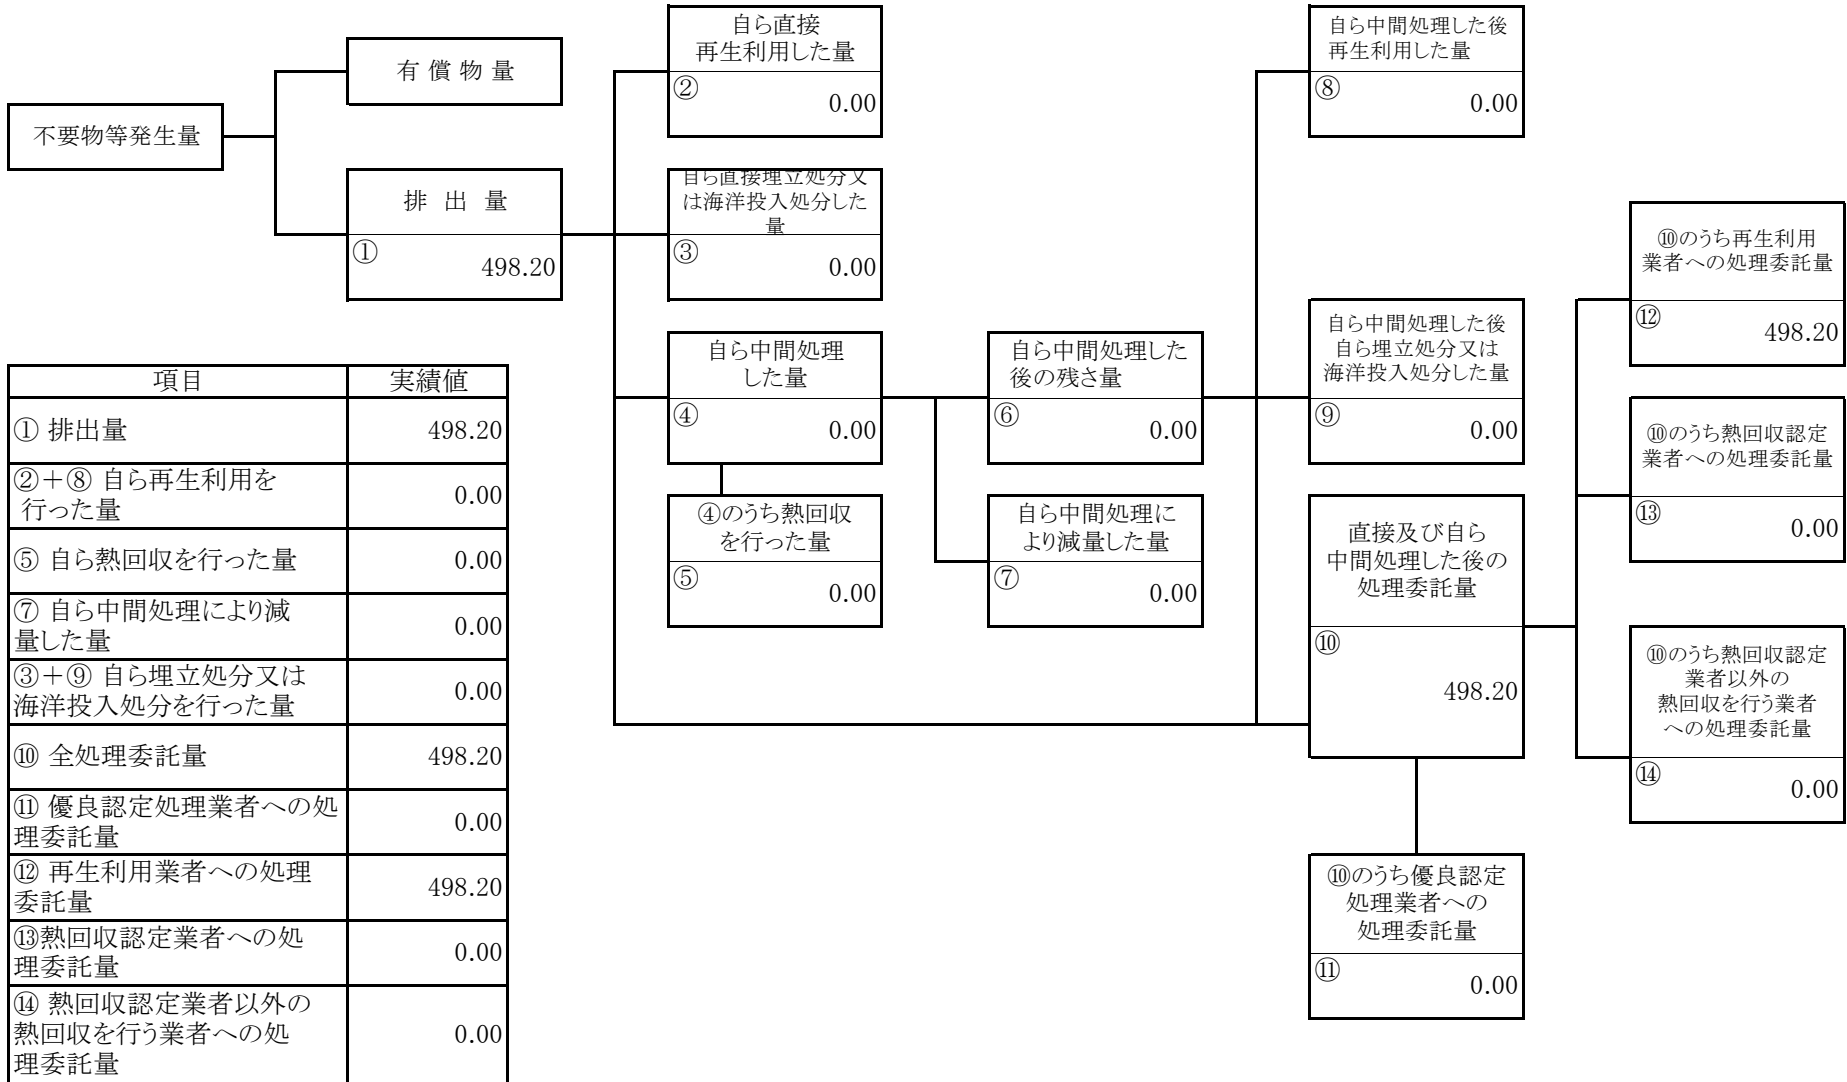 不要物等発生量
有 償 物 量
排 出 量
①
498.20
自ら直接
再生利用した量
②
0.00
自ら直接埋立処分又
は海洋投入処分した
量
③
0.00
自ら中間処理
した量
④
0.00
④のうち熱回収
を行った量
⑤
0.00
自ら中間処理した
後の残さ量
⑥
0.00
自ら中間処理に
より減量した量
⑦
0.00
自ら中間処理した後
再生利用した量
⑧
0.00
自ら中間処理した後
自ら埋立処分又は
海洋投入処分した量
⑨
0.00
直接及び自ら
中間処理した後の
処理委託量
⑩
498.20
⑩のうち優良認定
処理業者への
処理委託量
⑪
0.00
⑩のうち再生利用
業者への処理委託量
⑫
498.20
⑩のうち熱回収認定
業者への処理委託量
⑬
0.00
⑩のうち熱回収認定
業者以外の
熱回収を行う業者
への処理委託量
⑭
0.00
項目 実績値
① 排出量 498.20
②＋⑧ 自ら再生利用を
行った量 0.00
⑤ 自ら熱回収を行った量 0.00
⑦ 自ら中間処理により減
量した量 0.00
③＋⑨ 自ら埋立処分又は
海洋投入処分を行った量 0.00
⑩ 全処理委託量 498.20
⑪ 優良認定処理業者への処
理委託量 0.00
⑫ 再生利用業者への処理
委託量 498.20
⑬熱回収認定業者への処
理委託量 0.00
⑭ 熱回収認定業者以外の
熱回収を行う業者への処
理委託量 0.00